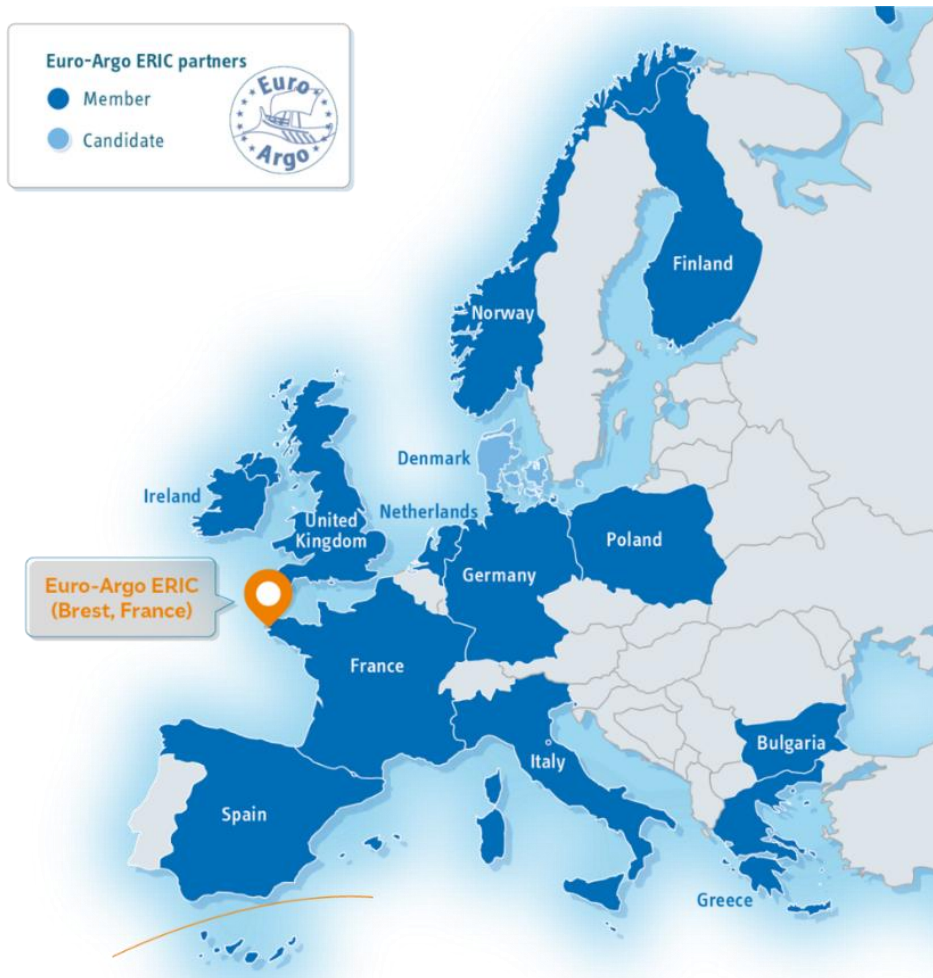 Euro-Argo ERIC partners
Member
Candidate
Euro
Argo
Finland
Norway
Denmark
Ireland
Netherlands
United
Kingdom
Poland
Germany
Euro-Argo ERIC
(Brest, France)
France
Bulgaria
Italy
Spain
Greece